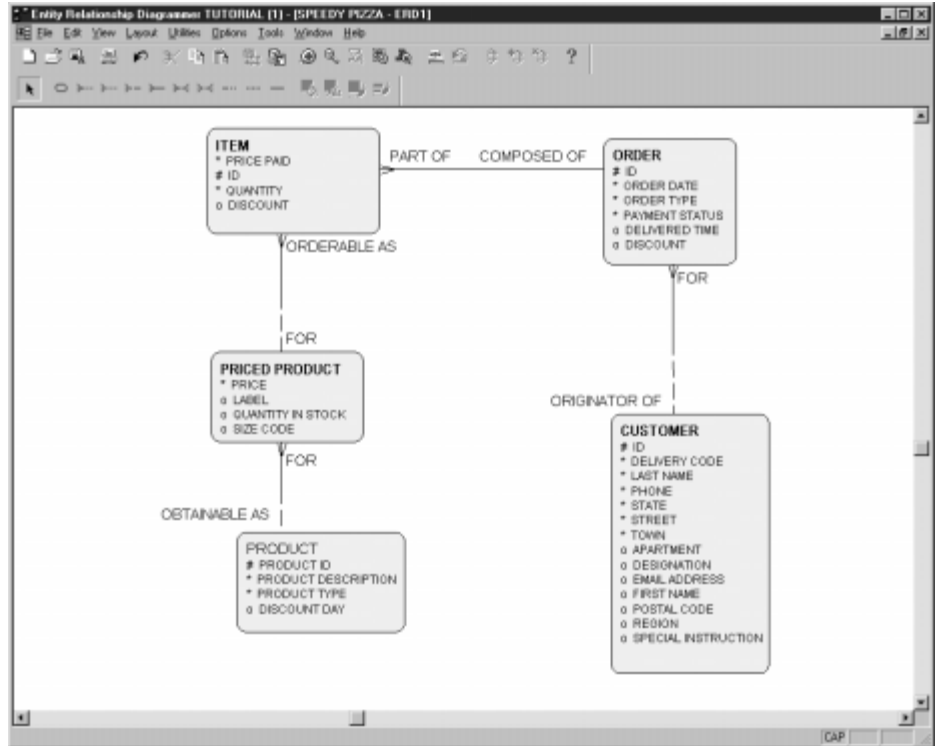 Entity Relationship Diagrammer TUTORIAL (1) - [SPEEDY PIZZA - ERD1]
File Edit View Layout Utilities Options Tools Window Help
ITEM
* PRICE PAID
# ID
* QUANTITY
o DISCOUNT
PART OF
COMPOSED OF
ORDER
# ID
* ORDER DATE
* ORDER TYPE
* PAYMENT STATUS
o DELIVERED TIME
o DISCOUNT
ORDERABLE AS
FOR
FOR
PRICED PRODUCT
* PRICE
o LABEL
o QUANTITY IN STOCK
o SIZE CODE
FOR
OBTAINABLE AS
PRODUCT
# PRODUCT ID
* PRODUCT DESCRIPTION
* PRODUCT TYPE
o DISCOUNT DAY
ORIGINATOR OF
CUSTOMER
# ID
* DELIVERY CODE
* LAST NAME
* PHONE
* STATE
* STREET
* TOWN
o APARTMENT
o DESIGNATION
o EMAIL ADDRESS
o FIRST NAME
o POSTAL CODE
o REGION
o SPECIAL INSTRUCTION
CAP